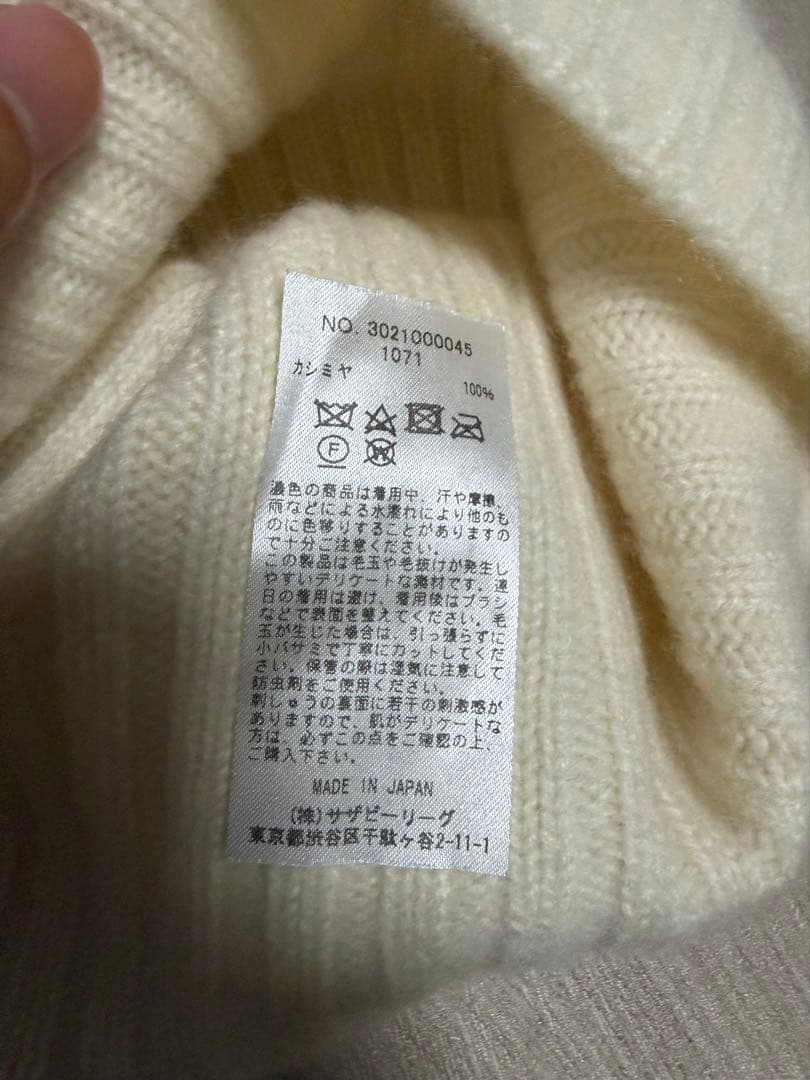 NO. 3021000045
1071
カシミヤ
100%
F
W
濃色の商品は着用中、汗や摩擦、
雨などによる水濡れにより他のも
のに色移りすることがありますの
で十分ご注意ください。
この製品は毛玉や毛抜けが発生し
やすいデリケートな素材です。連
日の着用は避け、着用後はブラシ
などで表面を整えてください。毛
玉が生じた場合は、引っ張らずに
小バサミで丁寧にカットしてくだ
さい。保管の際は湿気に注意して
防虫剤をご使用ください。
刺しゅうの裏面に若干の刺激感が
ありますので、肌がデリケートな
方は、必ずこの点をご確認の上、
ご購入下さい。
MADE IN JAPAN
(株)サザビーリーグ
東京都渋谷区千駄ヶ谷2-11-1